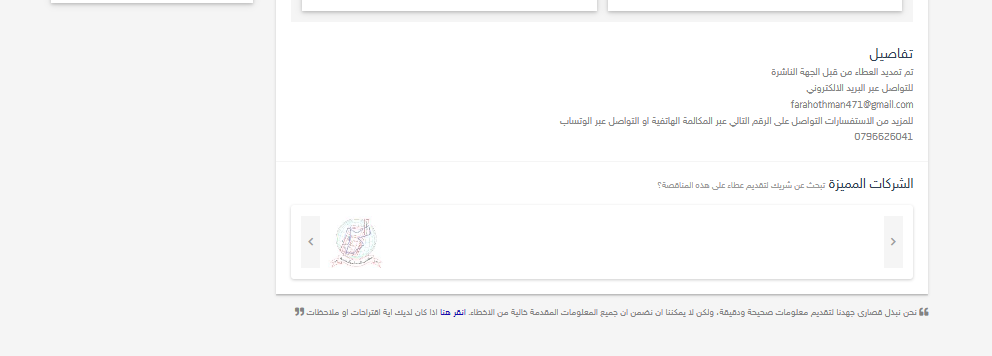 تفاصيل
تم تمديد العطاء من قبل الجهة الناشرة
للتواصل عبر البريد الالكتروني
farahothman471@gmail.com
للمزيد من الاستفسارات التواصل على الرقم التالي عبر المكالمة الهاتفية او التواصل عبر الوتساب
0796626041
الشركات المميزة تبحث عن شريك لتقديم عطاء على هذه المناقصة؟
نحن نبذل قصارى جهدنا لتقديم معلومات صحيحة ودقيقة، ولكن لا يمكننا ان نضمن ان جميع المعلومات المقدمة خالية من الاخطاء. انقر هنا اذا كان لديك اية اقتراحات او ملاحظات